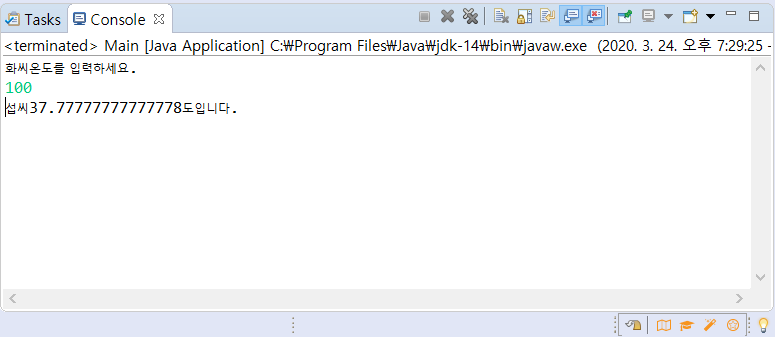 Tasks Console
<terminated> Main [Java Application] C:₩Program Files₩Java₩jdk-14₩bin₩javaw.exe (2020. 3. 24. 오후 7:29:25 -
화씨온도를 입력하세요.
100
섭씨37.77777777777778도입니다.